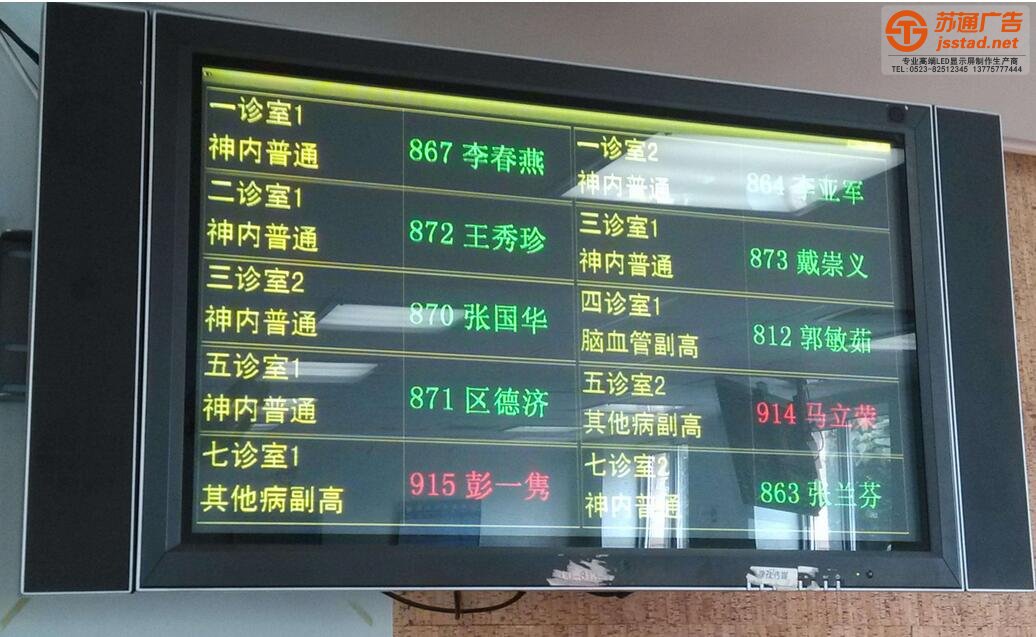 苏通广告
jsstad.net
专业高端LED显示屏制作生产商
TEL:0523-82512345 13775777444
一诊室1
神内普通
867 李春燕
一诊室2
神内普通
864 李亚军
二诊室1
神内普通
872 王秀珍
三诊室1
神内普通
873 戴崇义
三诊室2
神内普通
870 张国华
四诊室1
脑血管副高
812 郭敏茹
五诊室1
神内普通
871 区德济
五诊室2
其他病副高
914 马立荣
七诊室1
其他病副高
915 彭一隽
七诊室2
神内普通
863 张兰芬